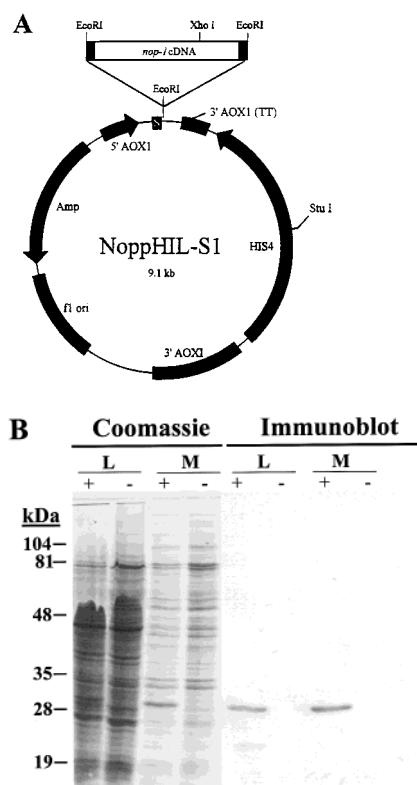 A
EcoRI Xho i EcoRI
nop-1 cDNA
EcoRI
S
3' AOX1 (TT)
5' AOX1
Amp
Stu I
NoppHIL-S1
HIS4
9.1 kb
f1 ori
3' AOXI
B
Coomassie Immunoblot
L M L M
+ - + - + - + -
kDa
104
81
48
35
28
19